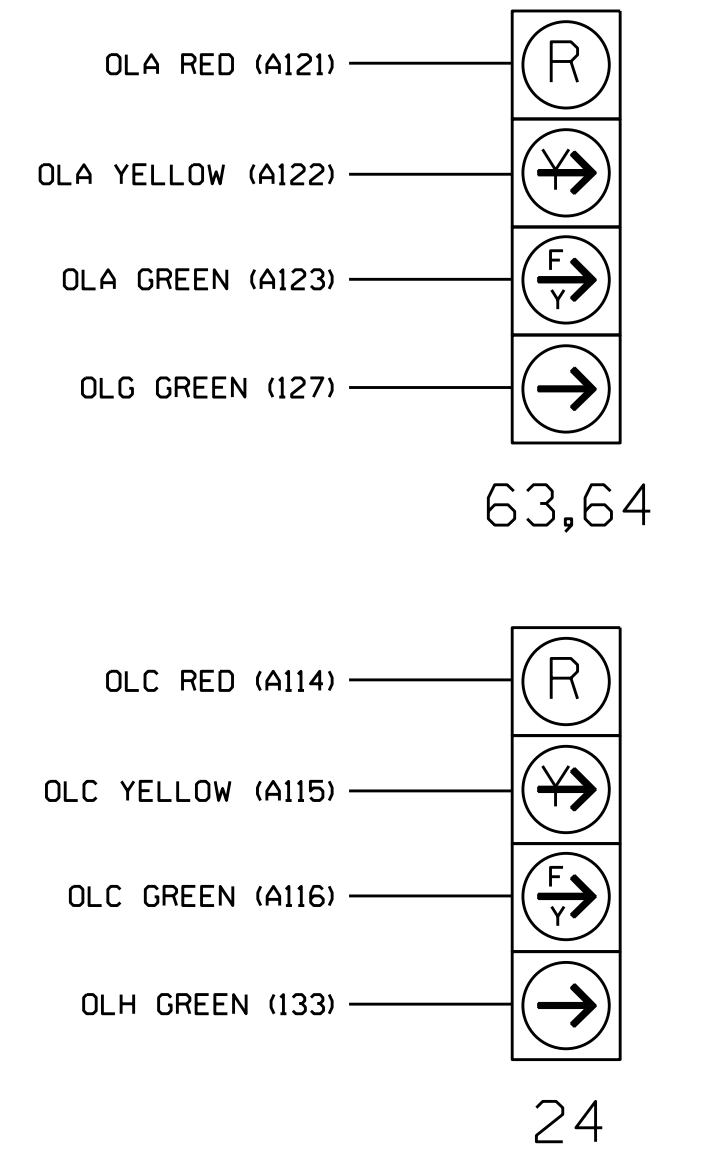 OLA RED (A121)
R
OLA YELLOW (A122)
Y
F
OLA GREEN (A123)
Y
OLG GREEN (127)
63,64
OLC RED (A114)
R
OLC YELLOW (A115)
Y
F
OLC GREEN (A116)
Y
OLH GREEN (133)
24